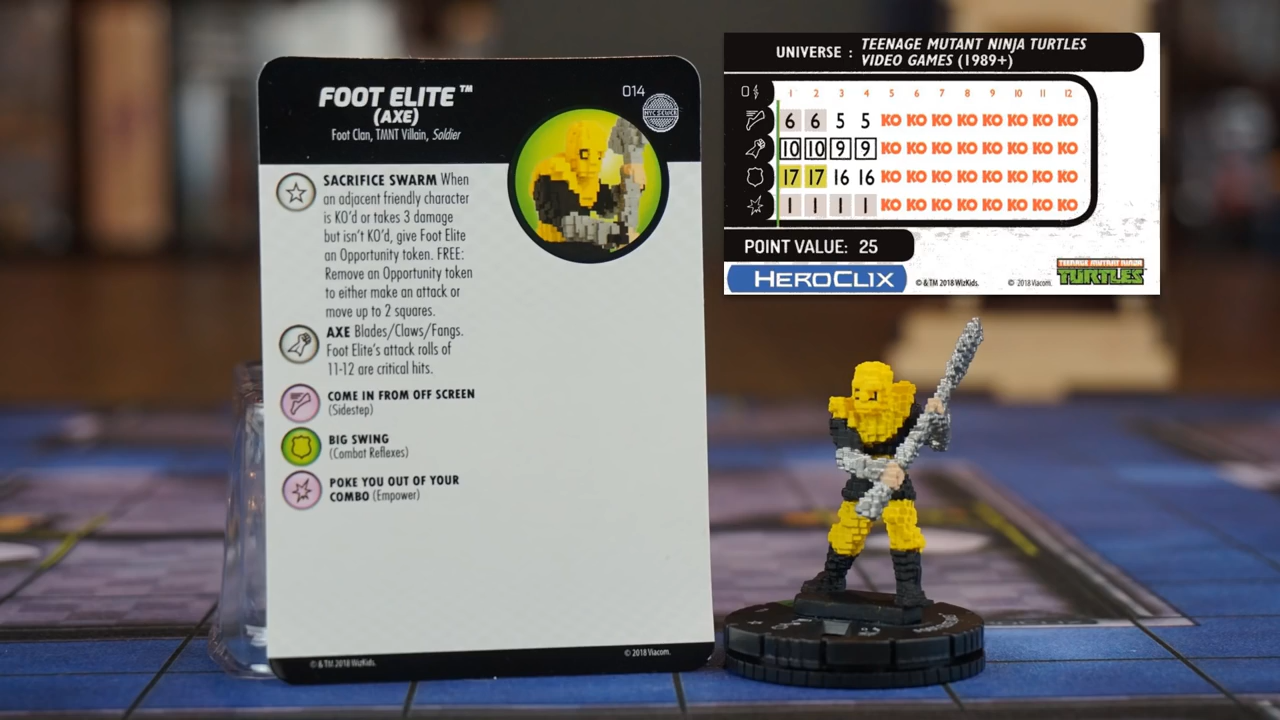 FOOT ELITE™
(AXE)
Foot Clan, TMNT Villain, Soldier
014
NYC SEWER
SACRIFICE SWARM When
an adjacent friendly character
is KO'd or takes 3 damage
but isn't KO'd, give Foot Elite
an Opportunity token. FREE:
Remove an Opportunity token
to either make an attack or
move up to 2 squares.
AXE Blades/Claws/Fangs.
Foot Elite's attack rolls of
11-12 are critical hits.
COME IN FROM OFF SCREEN
(Sidestep)
BIG SWING
(Combat Reflexes)
POKE YOU OUT OF YOUR
COMBO (Empower)
© & TM 2018 WizKids.
© 2018 Viacom.
UNIVERSE : TEENAGE MUTANT NINJA TURTLES
VIDEO GAMES (1989+)
0 1 2 3 4 5 6 7 8 9 10 11 12
6 6 5 5 KO KO KO KO KO KO KO KO
10 10 9 9 KO KO KO KO KO KO KO KO
17 17 16 16 KO KO KO KO KO KO KO KO
1 1 1 1 KO KO KO KO KO KO KO KO
POINT VALUE: 25
HEROCLIX
© & TM 2018 WizKids.
© 2018 Viacom.
TEENAGE MUTANT NINJA
TURTLES